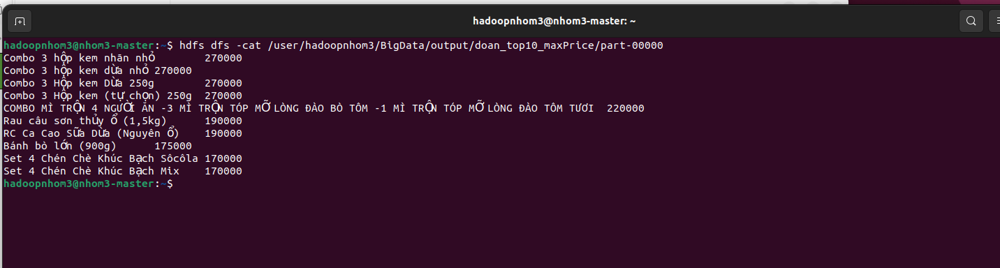 hadoopnhom3@nhom3-master: ~
hadoopnhom3@nhom3-master:~$ hdfs dfs -cat /user/hadoopnhom3/BigData/output/doan_top10_maxPrice/part-00000
Combo 3 hộp kem nhãn nhỏ	270000
Combo 3 hộp kem dừa nhỏ	270000
Combo 3 Hộp kem Dừa 250g	270000
Combo 3 Hộp kem (tự chọn) 250g	270000
COMBO MÌ TRỘN 4 NGƯỜI ĂN -3 MÌ TRỘN TÓP MỠ LÒNG ĐÀO BÒ TÔM -1 MÌ TRỘN TÓP MỠ LÒNG ĐÀO TÔM TƯƠI	220000
Rau câu sơn thủy Ổ (1,5kg)	190000
RC Ca Cao Sữa Dừa (Nguyên Ổ)	190000
Bánh bò lớn (900g)	175000
Set 4 Chén Chè Khúc Bạch Sôcôla	170000
Set 4 Chén Chè Khúc Bạch Mix	170000
hadoopnhom3@nhom3-master:~$